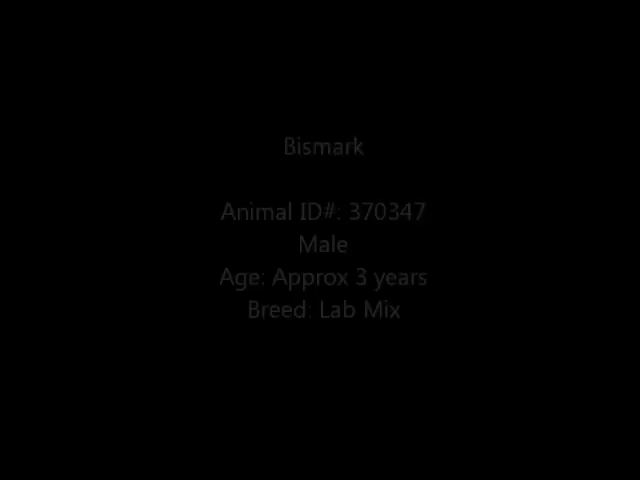 Bismark
Animal ID#: 370347
Male
Age: Approx 3 years
Breed: Lab Mix